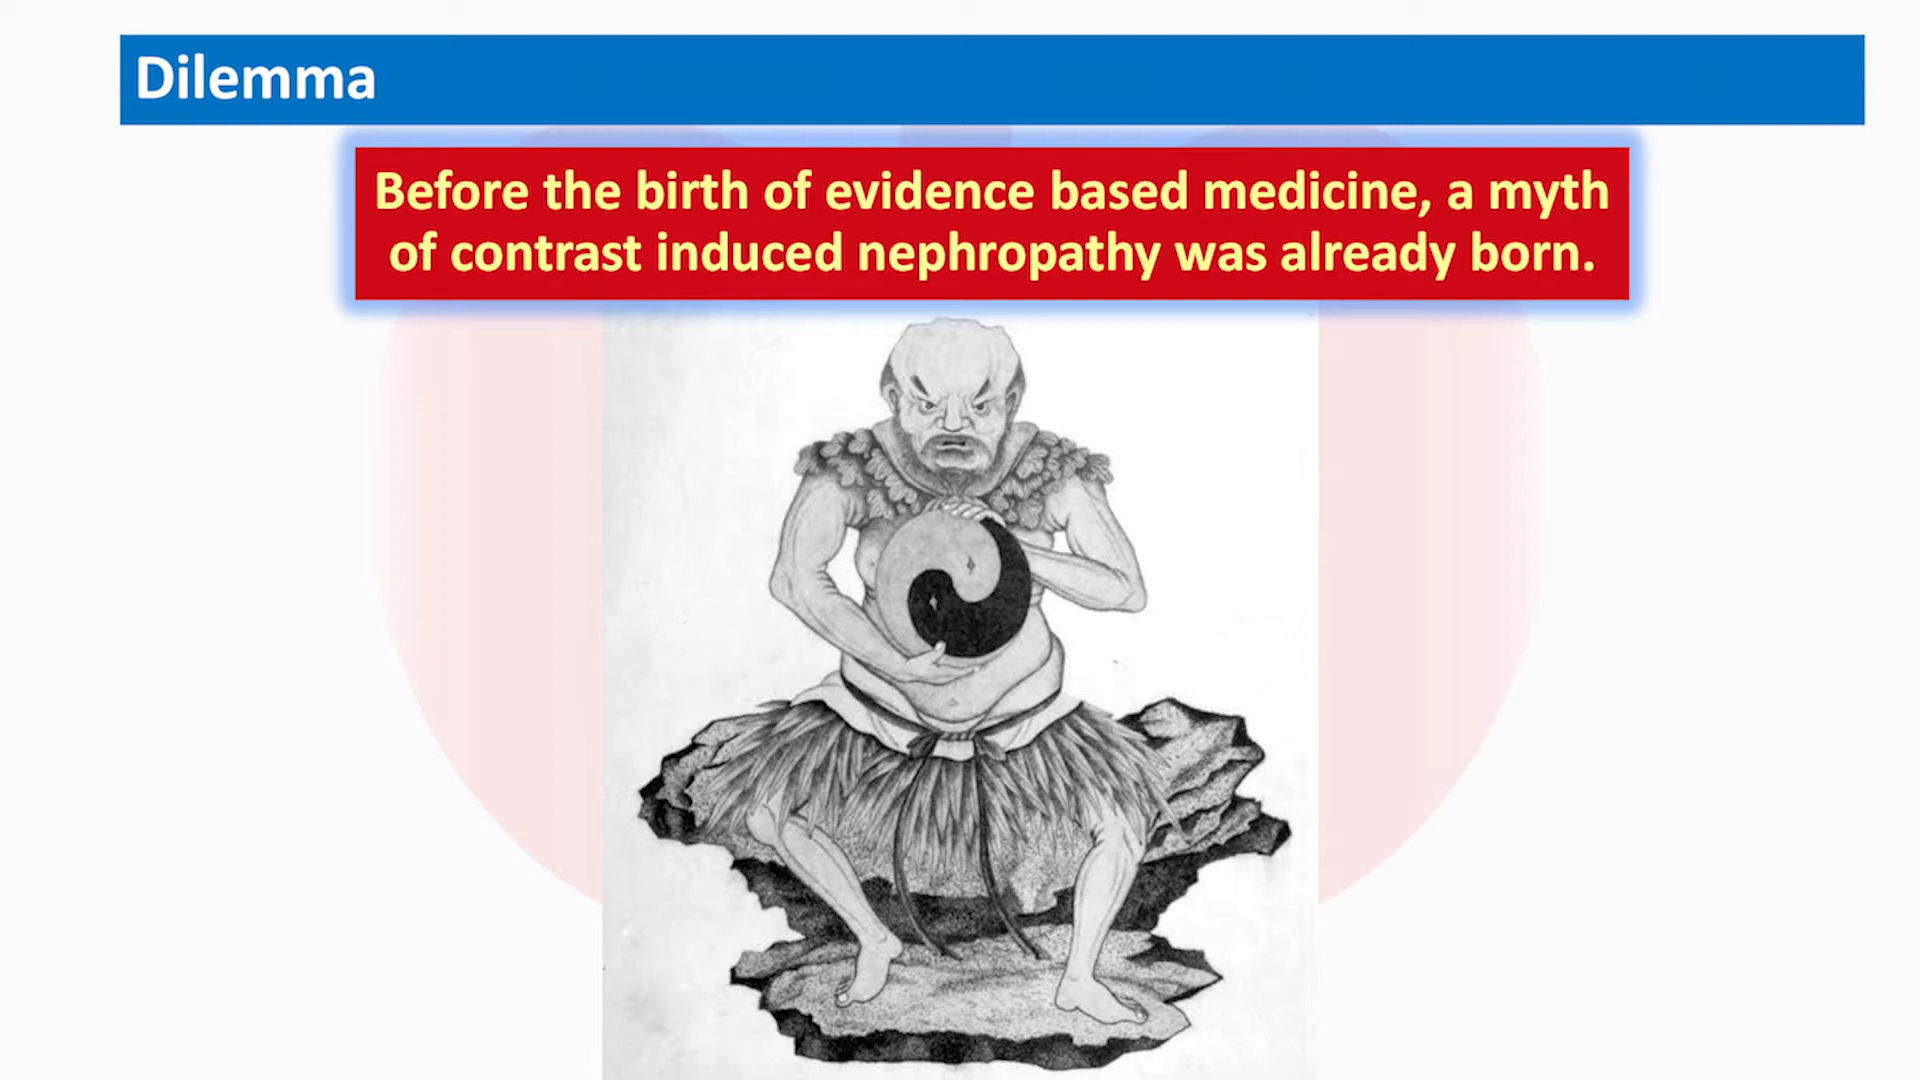 Dilemma
Before the birth of evidence based medicine, a myth
of contrast induced nephropathy was already born.